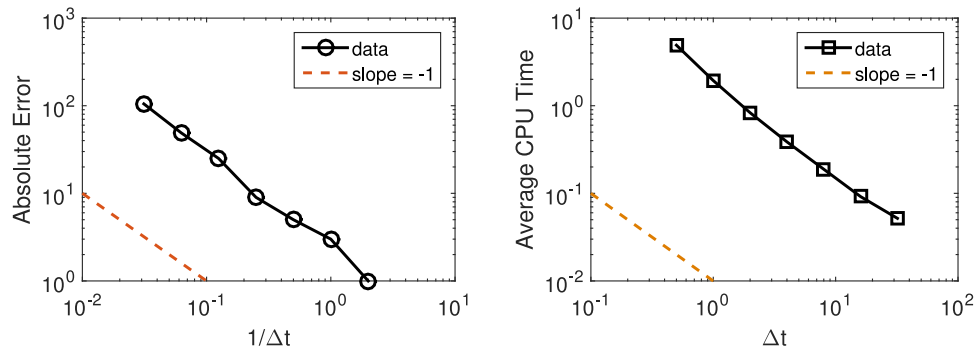 10^3
10^2
10^1
10^0
Absolute Error
data
slope = -1
10^-2
10^-1
10^0
10^1
1/Δt
10^1
10^0
10^-1
10^-2
Average CPU Time
data
slope = -1
10^-1
10^0
10^1
10^2
Δt